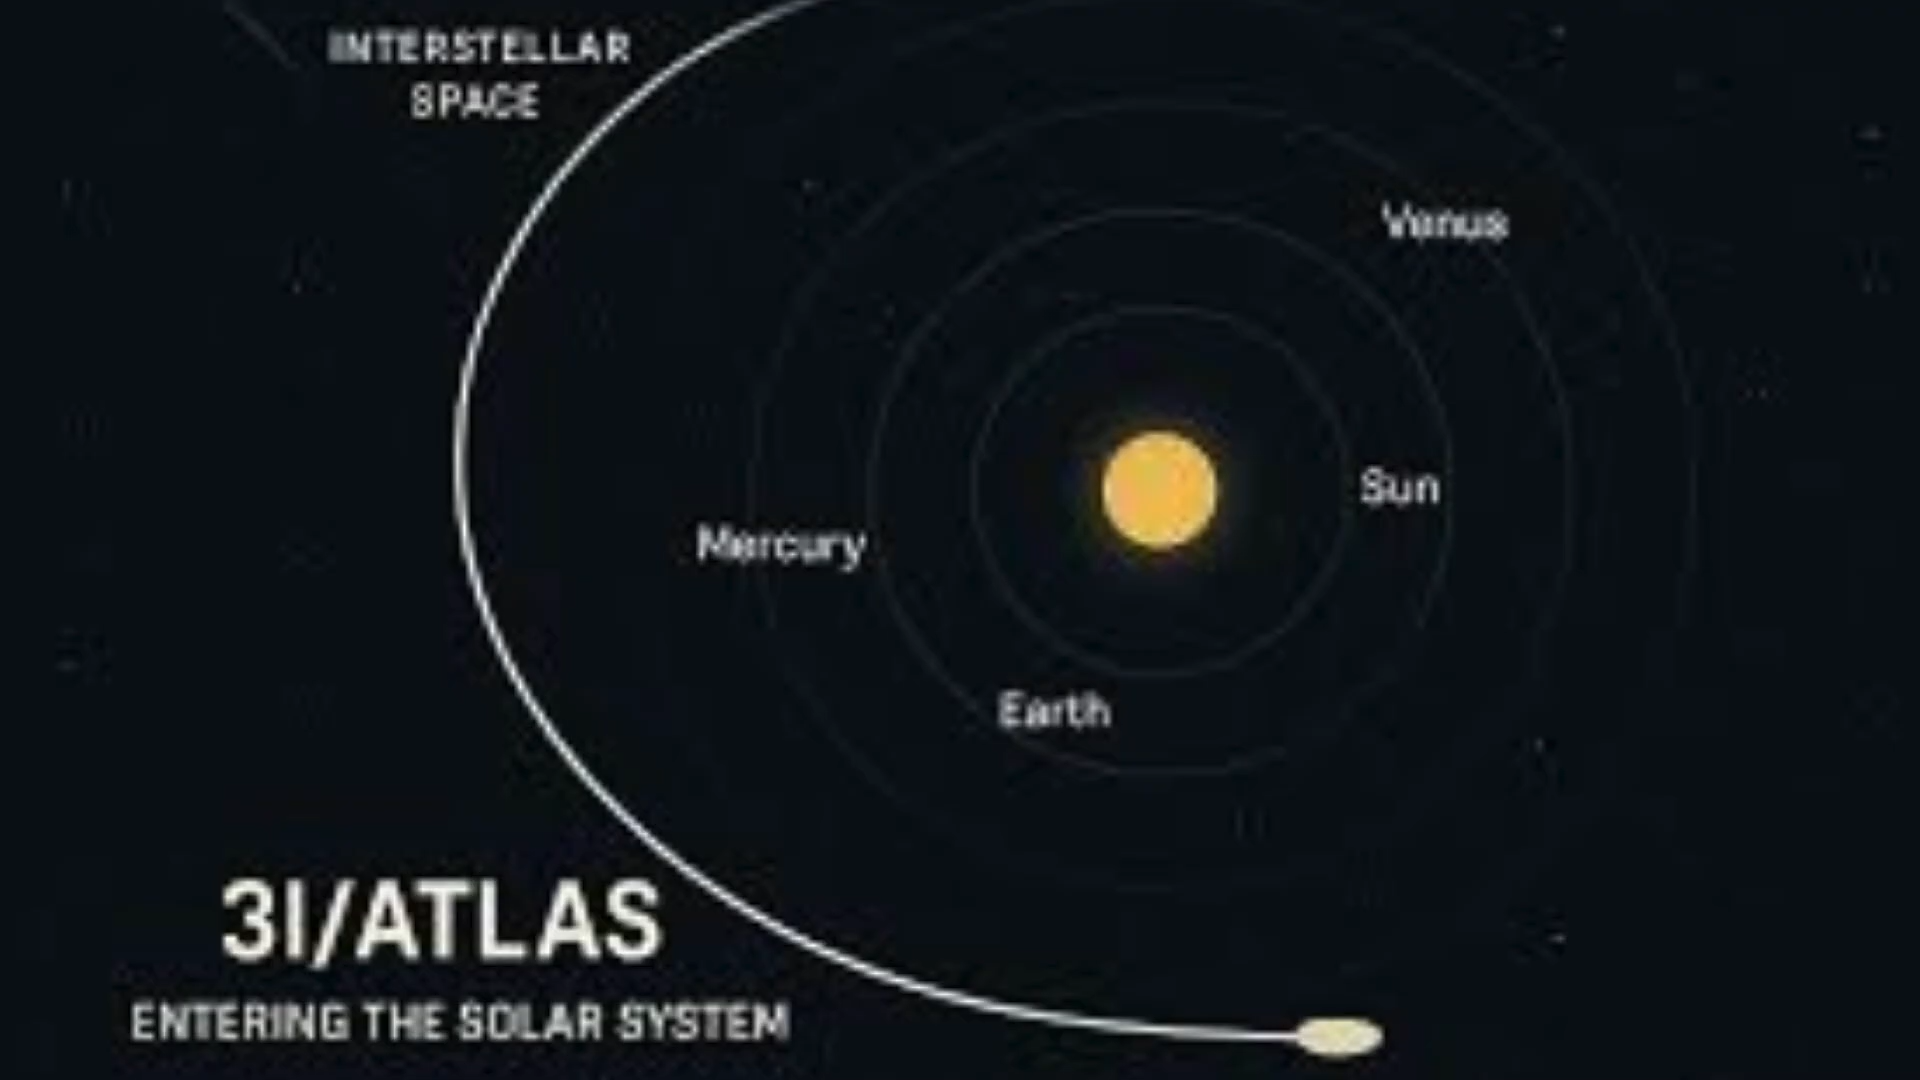 INTERSTELLAR
SPACE
Venus
Sun
Mercury
Earth
3I/ATLAS
ENTERING THE SOLAR SYSTEM